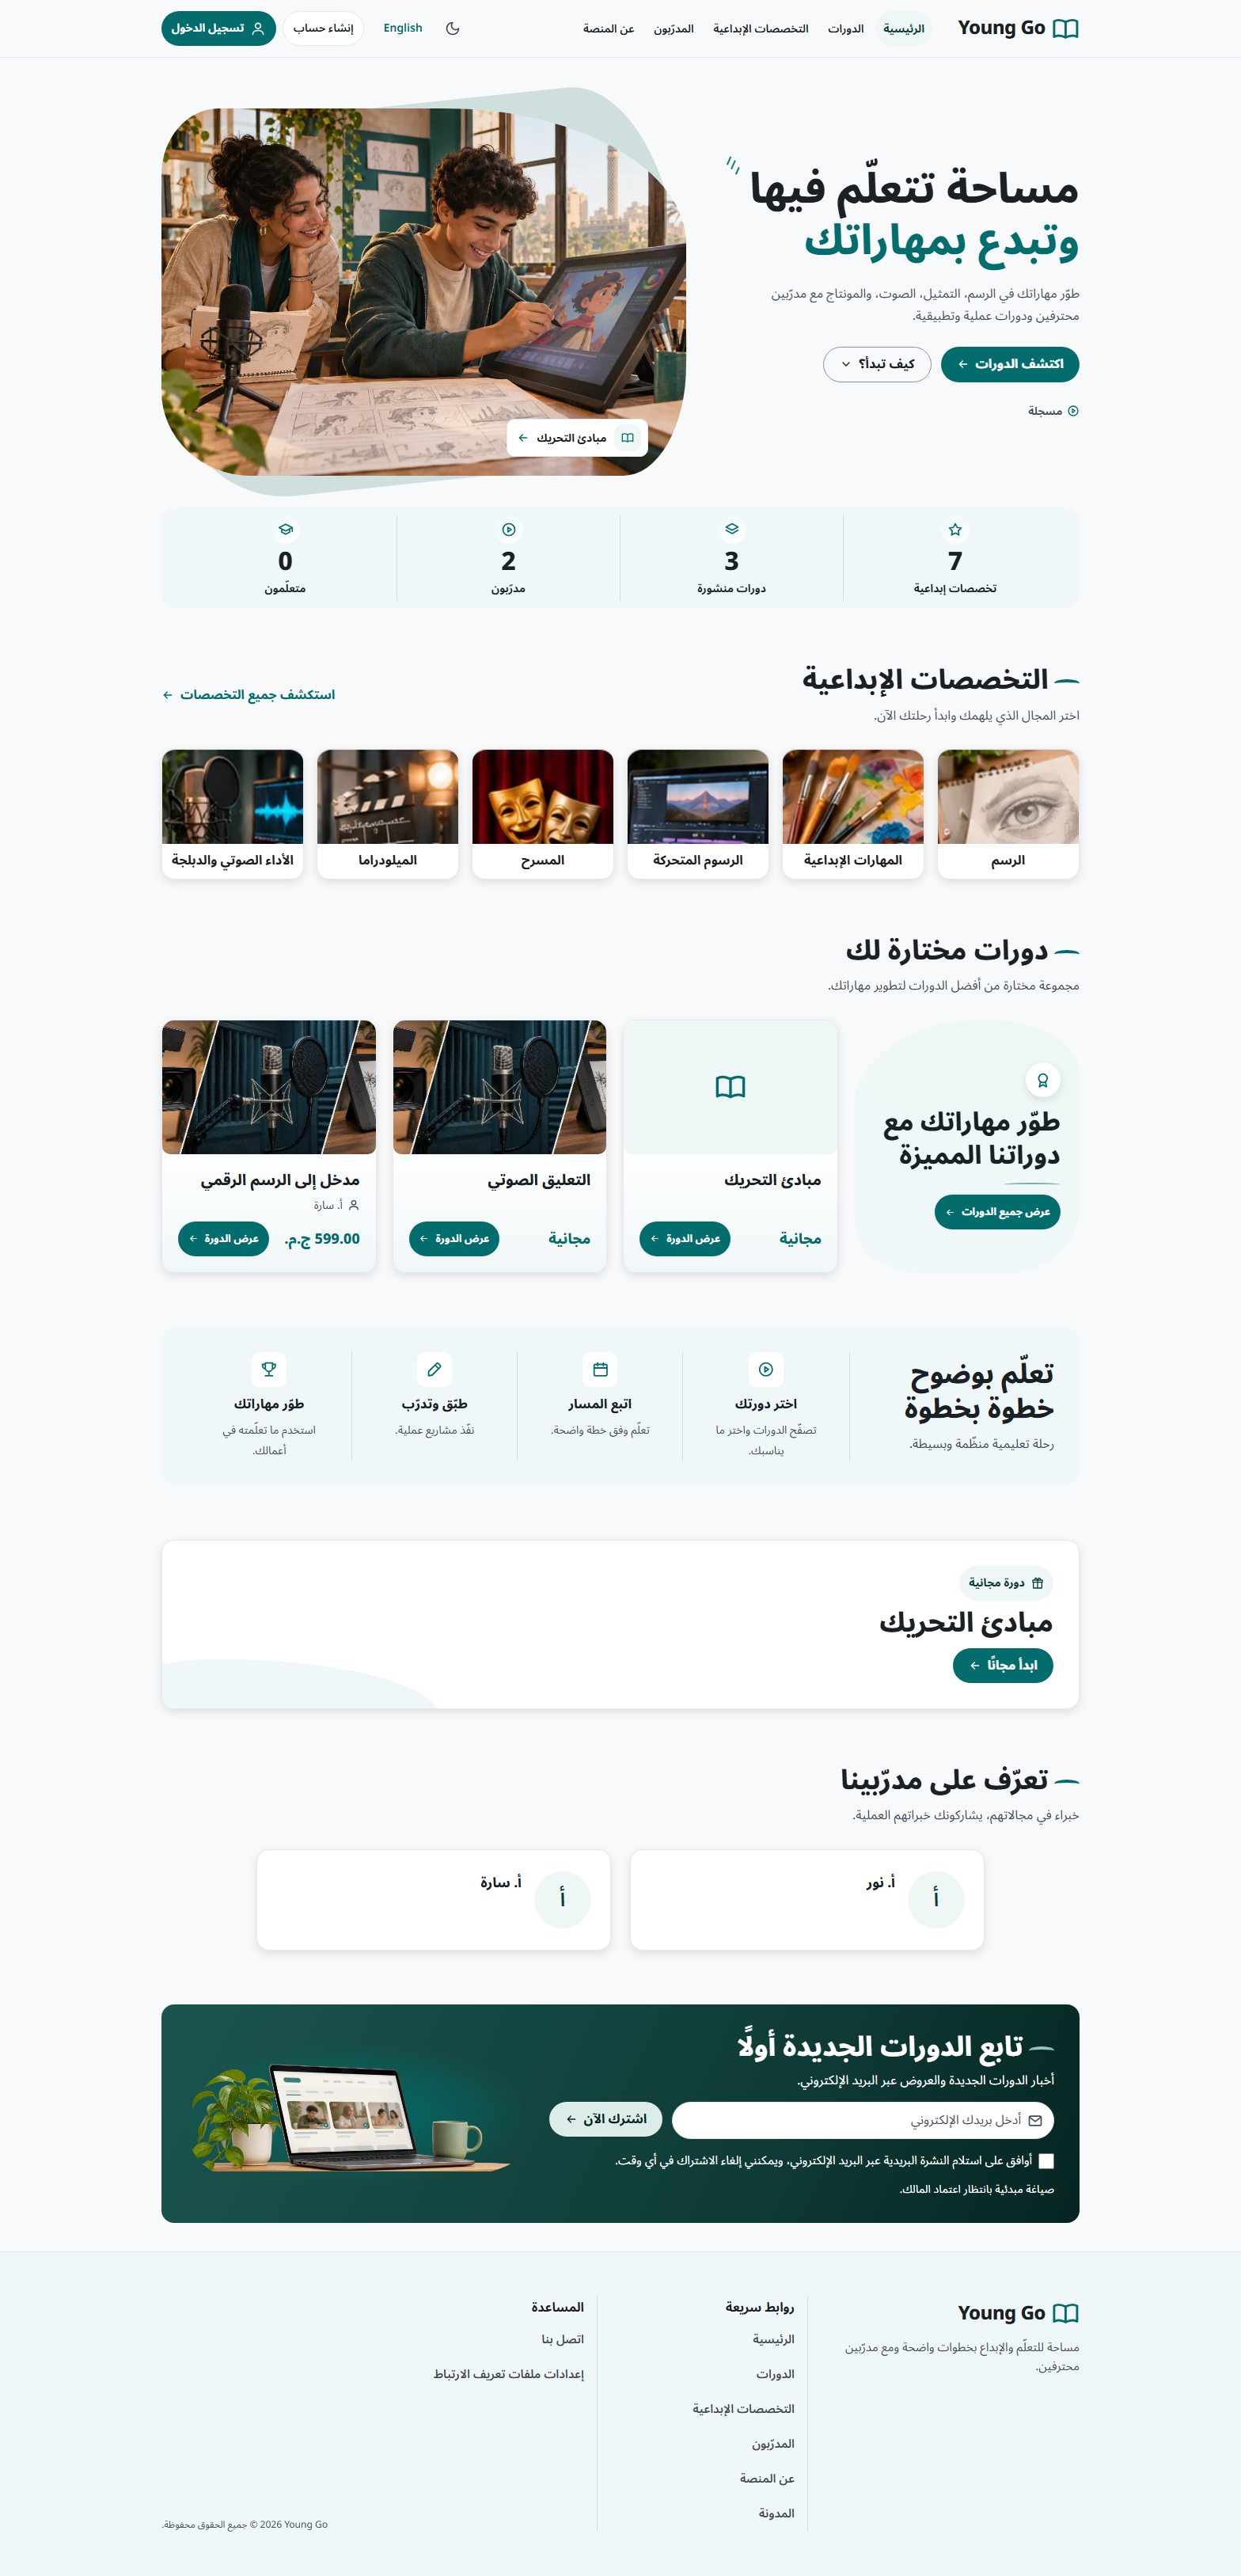 Young Go
الرئيسية
الدورات
التخصصات الإبداعية
المدرّبون
عن المنصة
English
إنشاء حساب
تسجيل الدخول
مساحة تتعلّم فيها
وتبدع بمهاراتك
طوّر مهاراتك في الرسم، التمثيل، الصوت، والمونتاج مع مدرّبين
محترفين ودورات عملية وتطبيقية.
اكتشف الدورات
كيف تبدأ؟
مسجلة
مبادئ التحريك
7
تخصصات إبداعية
3
دورات منشورة
2
مدرّبون
0
متعلّمون
التخصصات الإبداعية
اختر المجال الذي يلهمك وابدأ رحلتك الآن.
استكشف جميع التخصصات
الرسم
المهارات الإبداعية
الرسوم المتحركة
المسرح
الميلودراما
الأداء الصوتي والدبلجة
دورات مختارة لك
مجموعة مختارة من أفضل الدورات لتطوير مهاراتك.
طوّر مهاراتك مع
دوراتنا المميزة
عرض جميع الدورات
مبادئ التحريك
مجانية
عرض الدورة
التعليق الصوتي
مجانية
عرض الدورة
مدخل إلى الرسم الرقمي
أ. سارة
599.00 ج.م.
عرض الدورة
تعلّم بوضوح
خطوة بخطوة
رحلة تعليمية منظّمة وبسيطة.
اختر دورتك
تصفّح الدورات واختر ما
يناسبك.
اتبع المسار
تعلّم وفق خطة واضحة.
طبّق وتدرّب
نفّذ مشاريع عملية.
طوّر مهاراتك
استخدم ما تعلّمته في
أعمالك.
دورة مجانية
مبادئ التحريك
ابدأ مجانًا
تعرّف على مدرّبينا
خبراء في مجالاتهم، يشاركونك خبراتهم العملية.
أ
أ. نور
أ
أ. سارة
تابع الدورات الجديدة أولًا
أخبار الدورات الجديدة والعروض عبر البريد الإلكتروني.
أدخل بريدك الإلكتروني
اشترك الآن
أوافق على استلام النشرة البريدية عبر البريد الإلكتروني، ويمكنني إلغاء الاشتراك في أي وقت.
صياغة مبدئية بانتظار اعتماد المالك.
Young Go
مساحة للتعلّم والإبداع بخطوات واضحة ومع مدرّبين
محترفين.
روابط سريعة
الرئيسية
الدورات
التخصصات الإبداعية
المدرّبون
عن المنصة
المدونة
المساعدة
اتصل بنا
إعدادات ملفات تعريف الارتباط
Young Go 2026 © جميع الحقوق محفوظة.